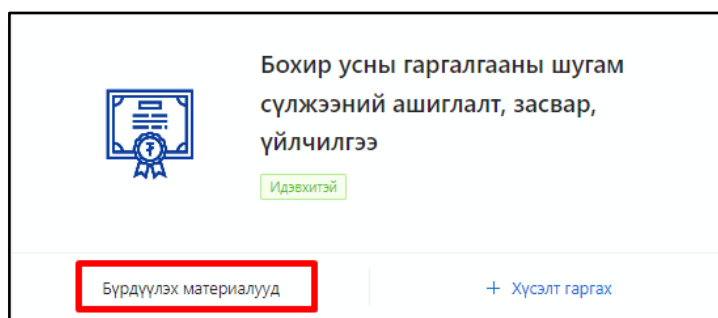 Бохир усны гаргалгааны шугам
сүлжээний ашиглалт, засвар,
үйлчилгээ
Идэвхитэй
Бүрдүүлэх материалууд
+ Хүсэлт гаргах